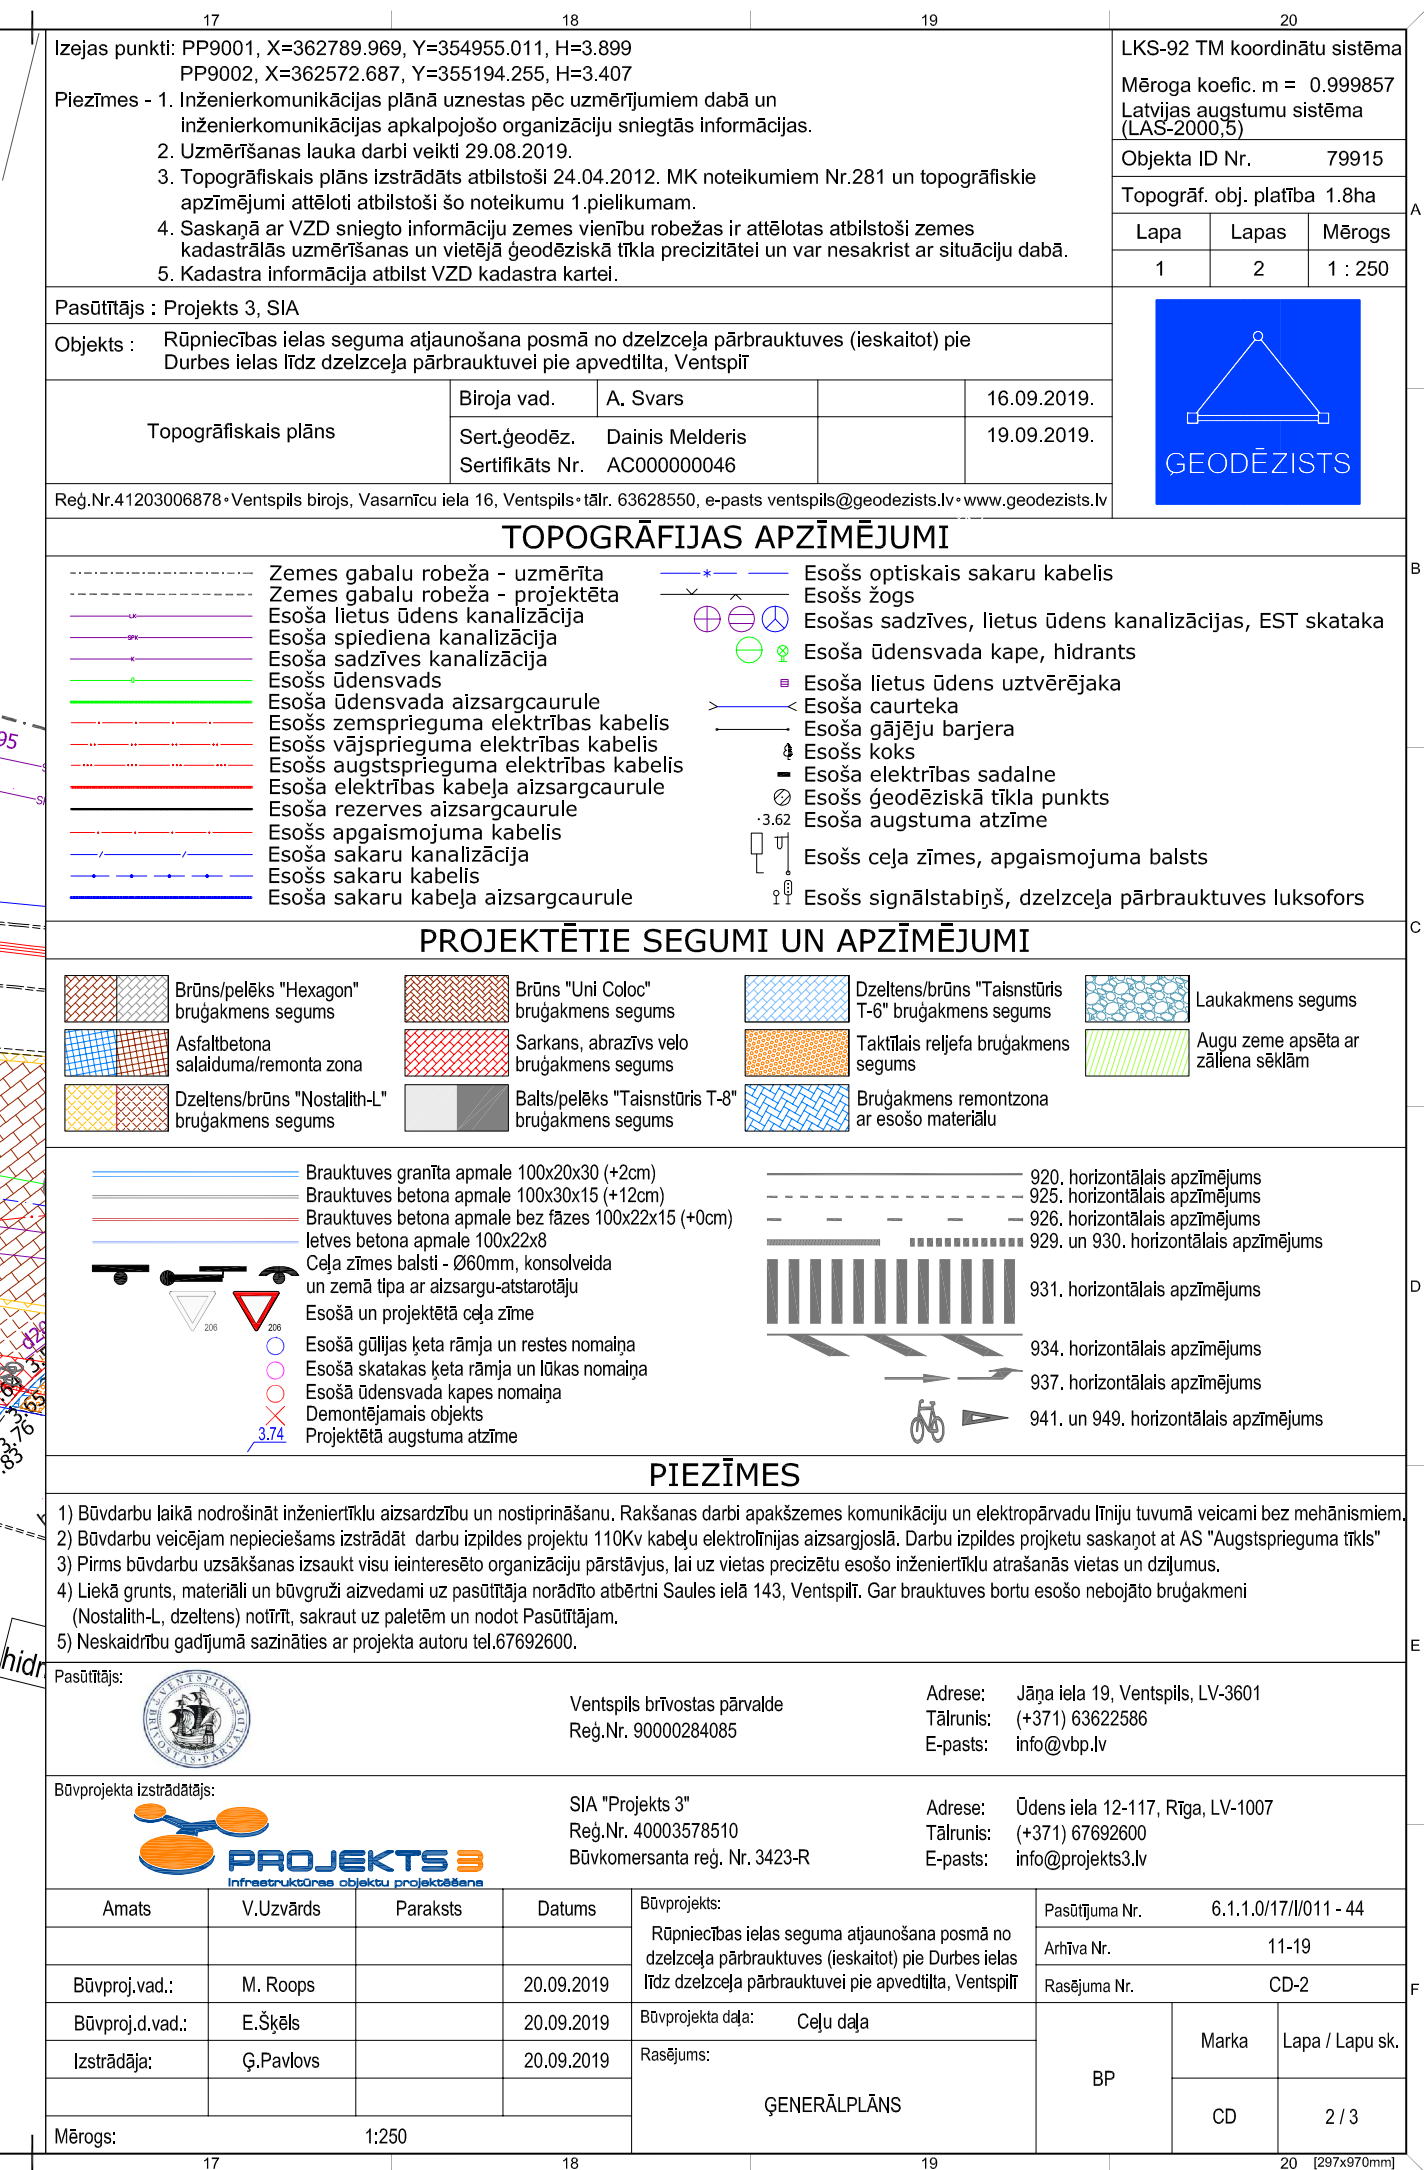 17 18 19 20
Izejas punkti: PP9001, X=362789.969, Y=354955.011, H=3.899
PP9002, X=362572.687, Y=355194.255, H=3.407
Piezīmes - 1. Inženierkomunikācijas plānā uznestas pēc uzmērījumiem dabā un
inženierkomunikācijas apkalpojošo organizāciju sniegtās informācijas.
2. Uzmērīšanas lauka darbi veikti 29.08.2019.
3. Topogrāfiskais plāns izstrādāts atbilstoši 24.04.2012. MK noteikumiem Nr.281 un topogrāfiskie
apzīmējumi attēloti atbilstoši šo noteikumu 1.pielikumam.
4. Saskaņā ar VZD sniegto informāciju zemes vienību robežas ir attēlotas atbilstoši zemes
kadastrālās uzmērīšanas un vietējā ģeodēziskā tīkla precizitātei un var nesakrist ar situāciju dabā.
5. Kadastra informācija atbilst VZD kadastra kartei.
LKS-92 TM koordinātu sistēma
Mēroga koefic. m = 0.999857
Latvijas augstumu sistēma
(LAS-2000,5)
Objekta ID Nr. 79915
Topogrāf. obj. platība 1.8ha
Lapa Lapas Mērogs
1 2 1 : 250
A
Pasūtītājs : Projekts 3, SIA
Objekts : Rūpniecības ielas seguma atjaunošana posmā no dzelzceļa pārbrauktuves (ieskaitot) pie
Durbes ielas līdz dzelzceļa pārbrauktuvei pie apvedtilta, Ventspilī
Topogrāfiskais plāns
Biroja vad. A. Svars 16.09.2019.
Sert.ģeodēz. Dainis Melderis 19.09.2019.
Sertifikāts Nr. AC000000046
ĢEODĒZISTS
Reģ.Nr.41203006878 • Ventspils birojs, Vasarnīcu iela 16, Ventspils • tālr. 63628550, e-pasts ventspils@geodezists.lv • www.geodezists.lv
TOPOGRĀFIJAS APZĪMĒJUMI
B
Zemes gabalu robeža - uzmērīta
Zemes gabalu robeža - projektēta
LK Esoša lietus ūdens kanalizācija
SPK Esoša spiediena kanalizācija
K Esoša sadzīves kanalizācija
Esošs ūdensvads
Esoša ūdensvada aizsargcaurule
Esošs zemsprieguma elektrības kabelis
Esošs vājsprieguma elektrības kabelis
Esošs augstsprieguma elektrības kabelis
Esoša elektrības kabeļa aizsargcaurule
Esoša rezerves aizsargcaurule
Esošs apgaismojuma kabelis
Esoša sakaru kanalizācija
Esošs sakaru kabelis
Esoša sakaru kabeļa aizsargcaurule
Esošs optiskais sakaru kabelis
Esošs žogs
Esošas sadzīves, lietus ūdens kanalizācijas, EST skataka
Esoša ūdensvada kape, hidrants
Esoša lietus ūdens uztvērējaka
Esoša caurteka
Esoša gājēju barjera
Esošs koks
Esoša elektrības sadalne
Esošs ģeodēziskā tīkla punkts
·3.62 Esoša augstuma atzīme
Esošs ceļa zīmes, apgaismojuma balsts
Esošs signālstabiņš, dzelzceļa pārbrauktuves luksofors
95
C
PROJEKTĒTIE SEGUMI UN APZĪMĒJUMI
Brūns/pelēks "Hexagon"
bruģakmens segums
Brūns "Uni Coloc"
bruģakmens segums
Dzeltens/brūns "Taisnstūris
T-6" bruģakmens segums
Laukakmens segums
Asfaltbetona
salaiduma/remonta zona
Sarkans, abrazīvs velo
bruģakmens segums
Taktīlais reljefa bruģakmens
segums
Augu zeme apsēta ar
zāliena sēklām
Dzeltens/brūns "Nostalith-L"
bruģakmens segums
Balts/pelēks "Taisnstūris T-8"
bruģakmens segums
Bruģakmens remontzona
ar esošo materiālu
Brauktuves granīta apmale 100x20x30 (+2cm)
Brauktuves betona apmale 100x30x15 (+12cm)
Brauktuves betona apmale bez fāzes 100x22x15 (+0cm)
Ietves betona apmale 100x22x8
Ceļa zīmes balsti - Ø60mm, konsolveida
un zemā tipa ar aizsargu-atstarotāju
206 206 Esošā un projektētā ceļa zīme
Esošā gūlijas ķeta rāmja un restes nomaiņa
Esošā skatakas ķeta rāmja un lūkas nomaiņa
Esošā ūdensvada kapes nomaiņa
Demontējamais objekts
3.74 Projektētā augstuma atzīme
920. horizontālais apzīmējums
925. horizontālais apzīmējums
926. horizontālais apzīmējums
929. un 930. horizontālais apzīmējums
931. horizontālais apzīmējums
934. horizontālais apzīmējums
937. horizontālais apzīmējums
941. un 949. horizontālais apzīmējums
D
3.65
3.76
.83
PIEZĪMES
1) Būvdarbu laikā nodrošināt inženiertīklu aizsardzību un nostiprināšanu. Rakšanas darbi apakšzemes komunikāciju un elektropārvadu līniju tuvumā veicami bez mehānismiem.
2) Būvdarbu veicējam nepieciešams izstrādāt darbu izpildes projektu 110Kv kabeļu elektrolīnijas aizsargjoslā. Darbu izpildes projketu saskaņot at AS "Augstsprieguma tīkls"
3) Pirms būvdarbu uzsākšanas izsaukt visu ieinteresēto organizāciju pārstāvjus, lai uz vietas precizētu esošo inženiertīklu atrašanās vietas un dziļumus.
4) Liekā grunts, materiāli un būvgruži aizvedami uz pasūtītāja norādīto atbērtni Saules ielā 143, Ventspilī. Gar brauktuves bortu esošo nebojāto bruģakmeni
(Nostalith-L, dzeltens) notīrīt, sakraut uz paletēm un nodot Pasūtītājam.
5) Neskaidrību gadījumā sazināties ar projekta autoru tel.67692600.
E
hidr
Pasūtītājs:
VENTSPILS BRĪVOSTAS PĀRVALDE
Ventspils brīvostas pārvalde
Reģ.Nr. 90000284085
Adrese: Jāņa iela 19, Ventspils, LV-3601
Tālrunis: (+371) 63622586
E-pasts: info@vbp.lv
Būvprojekta izstrādātājs:
PROJEKTS 3
Infrastruktūras objektu projektēšana
SIA "Projekts 3"
Reģ.Nr. 40003578510
Būvkomersanta reģ. Nr. 3423-R
Adrese: Ūdens iela 12-117, Rīga, LV-1007
Tālrunis: (+371) 67692600
E-pasts: info@projekts3.lv
Amats V.Uzvārds Paraksts Datums
Būvproj.vad.: M. Roops 20.09.2019
Būvproj.d.vad.: E.Šķēls 20.09.2019
Izstrādāja: Ģ.Pavlovs 20.09.2019
Mērogs: 1:250
Būvprojekts:
Rūpniecības ielas seguma atjaunošana posmā no
dzelzceļa pārbrauktuves (ieskaitot) pie Durbes ielas
līdz dzelzceļa pārbrauktuvei pie apvedtilta, Ventspilī
Būvprojekta daļa: Ceļu daļa
Rasējums:
ĢENERĀLPLĀNS
Pasūtījuma Nr. 6.1.1.0/17/I/011 - 44
Arhīva Nr. 11-19
Rasējuma Nr. CD-2
F
BP
Marka Lapa / Lapu sk.
CD 2 / 3
17 18 19 20 [297x970mm]